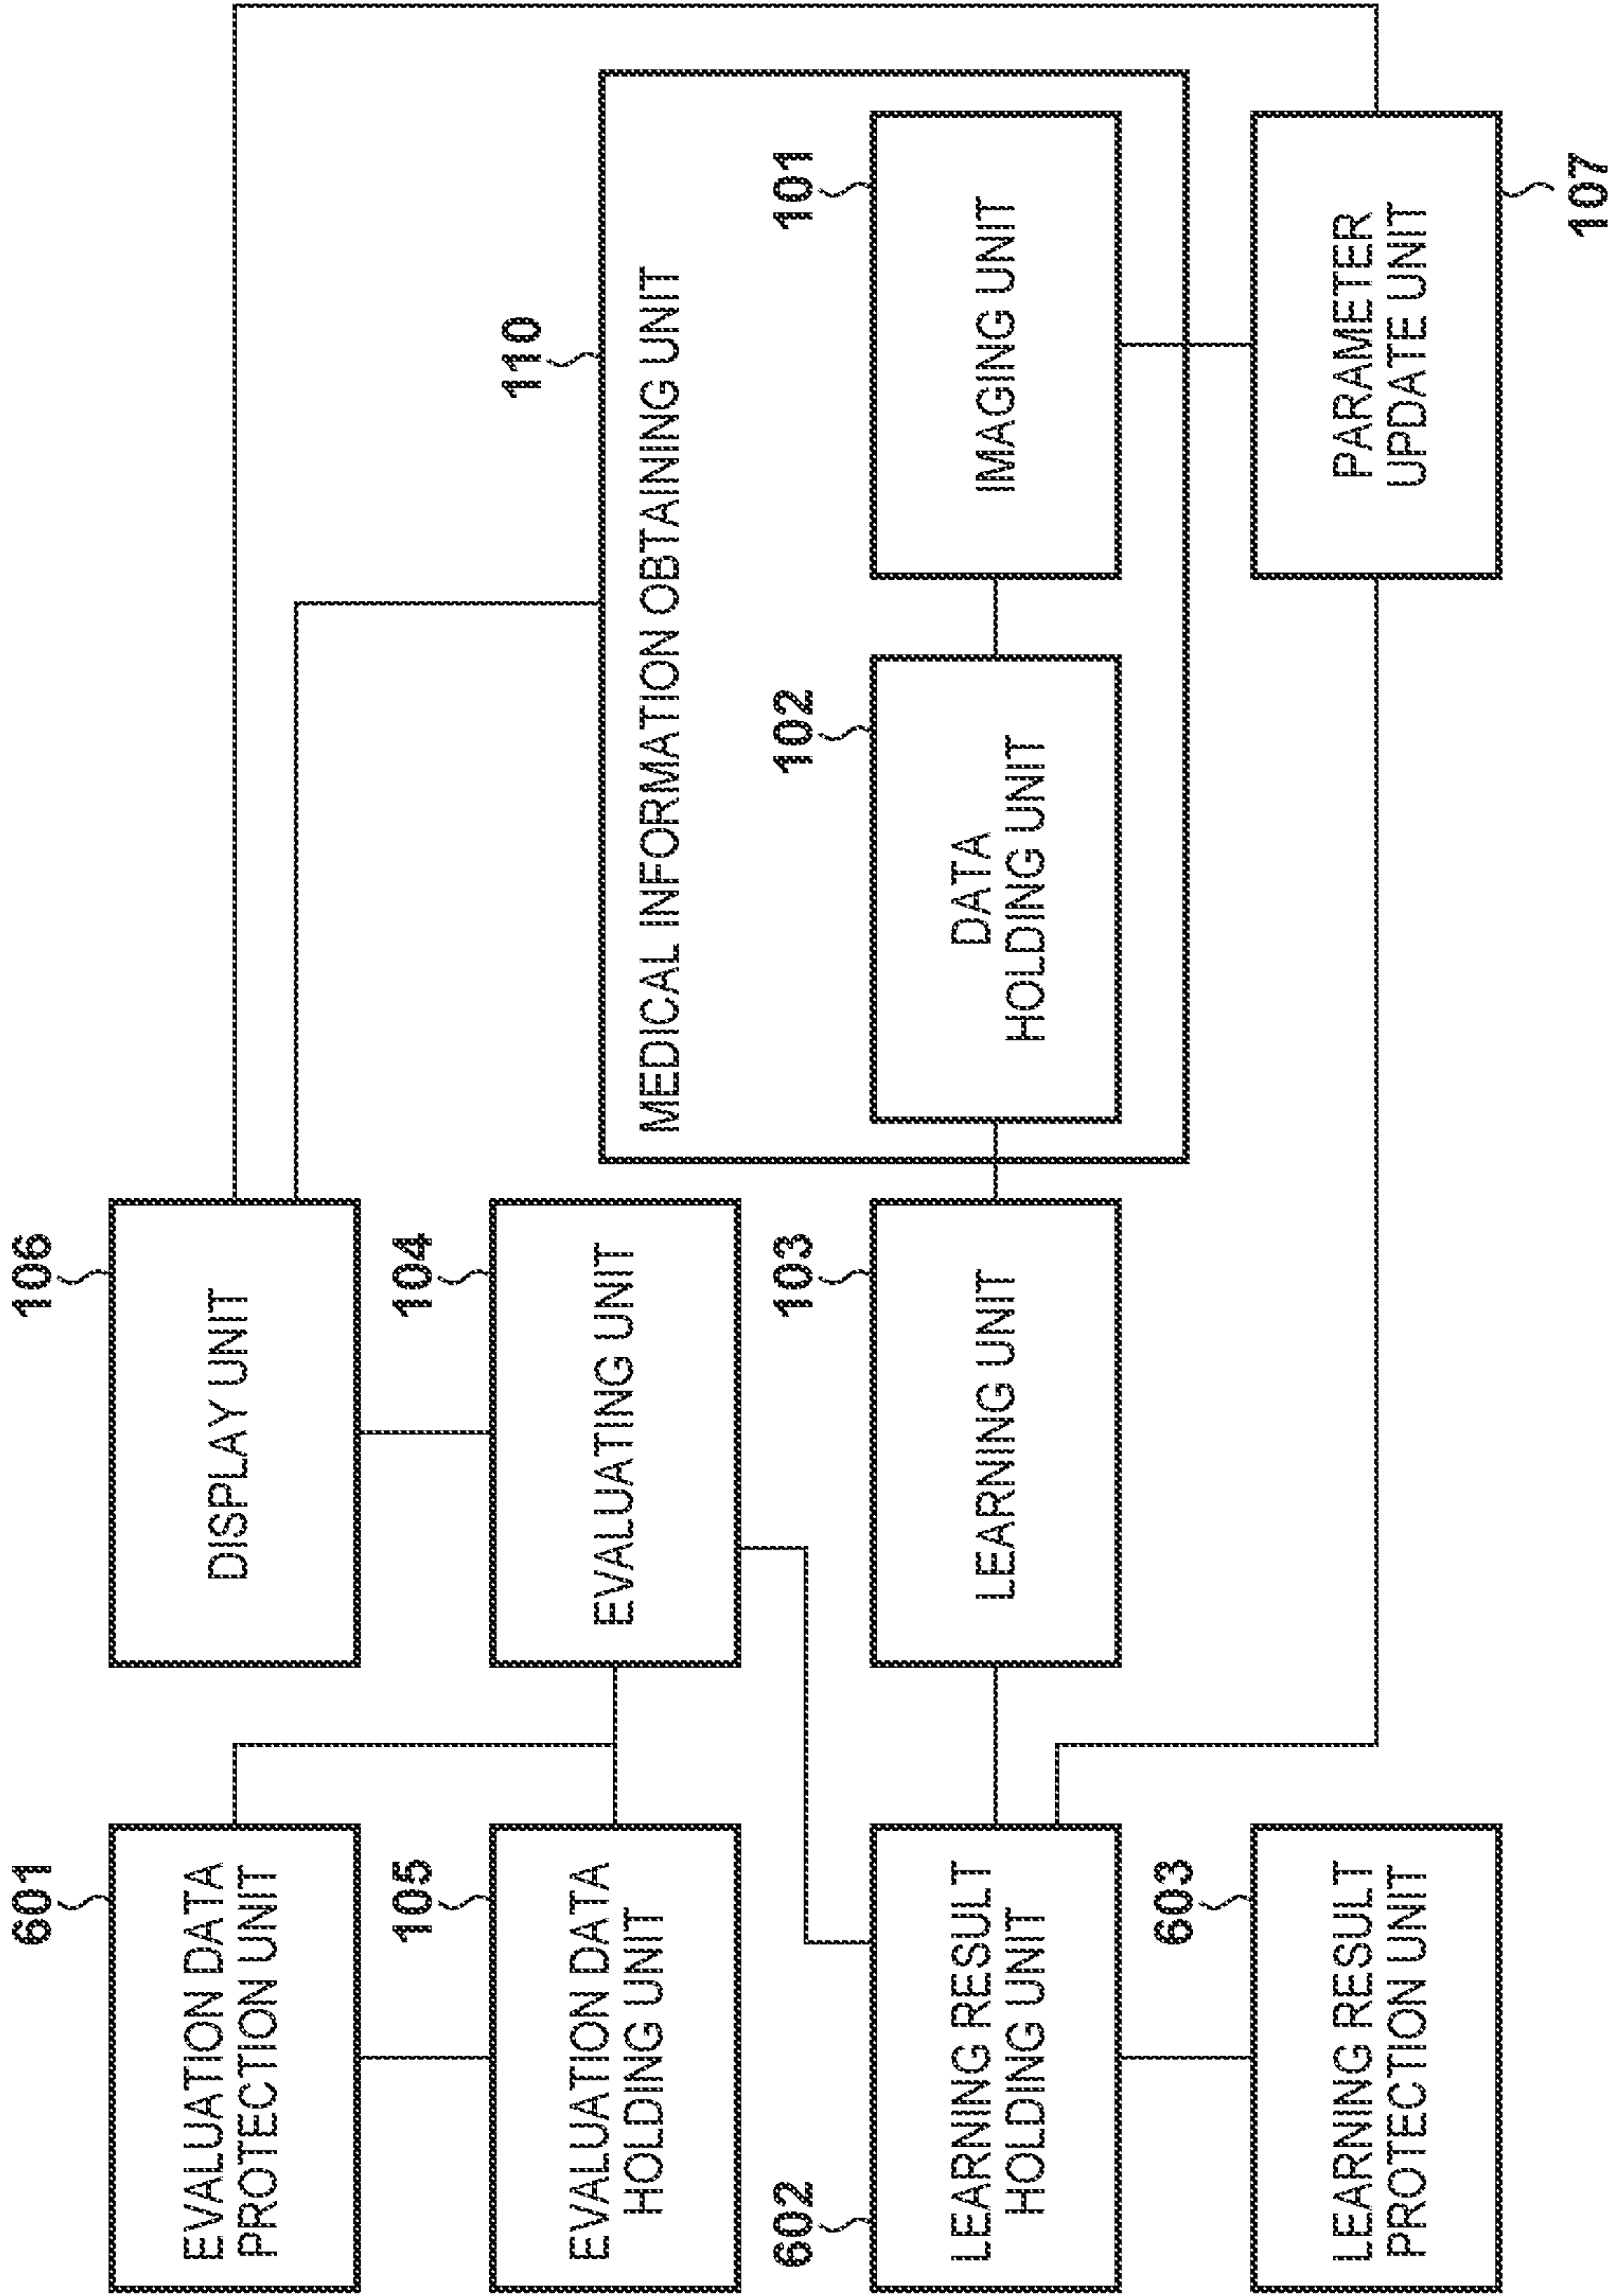 601
EVALUATION DATA
PROTECTION UNIT
106
DISPLAY UNIT
105
EVALUATION DATA
HOLDING UNIT
104
EVALUATING UNIT
110
MEDICAL INFORMATION OBTAINING UNIT
602
LEARNING RESULT
HOLDING UNIT
103
LEARNING UNIT
102
DATA
HOLDING UNIT
101
IMAGING UNIT
603
LEARNING RESULT
PROTECTION UNIT
PARAMETER
UPDATE UNIT
107